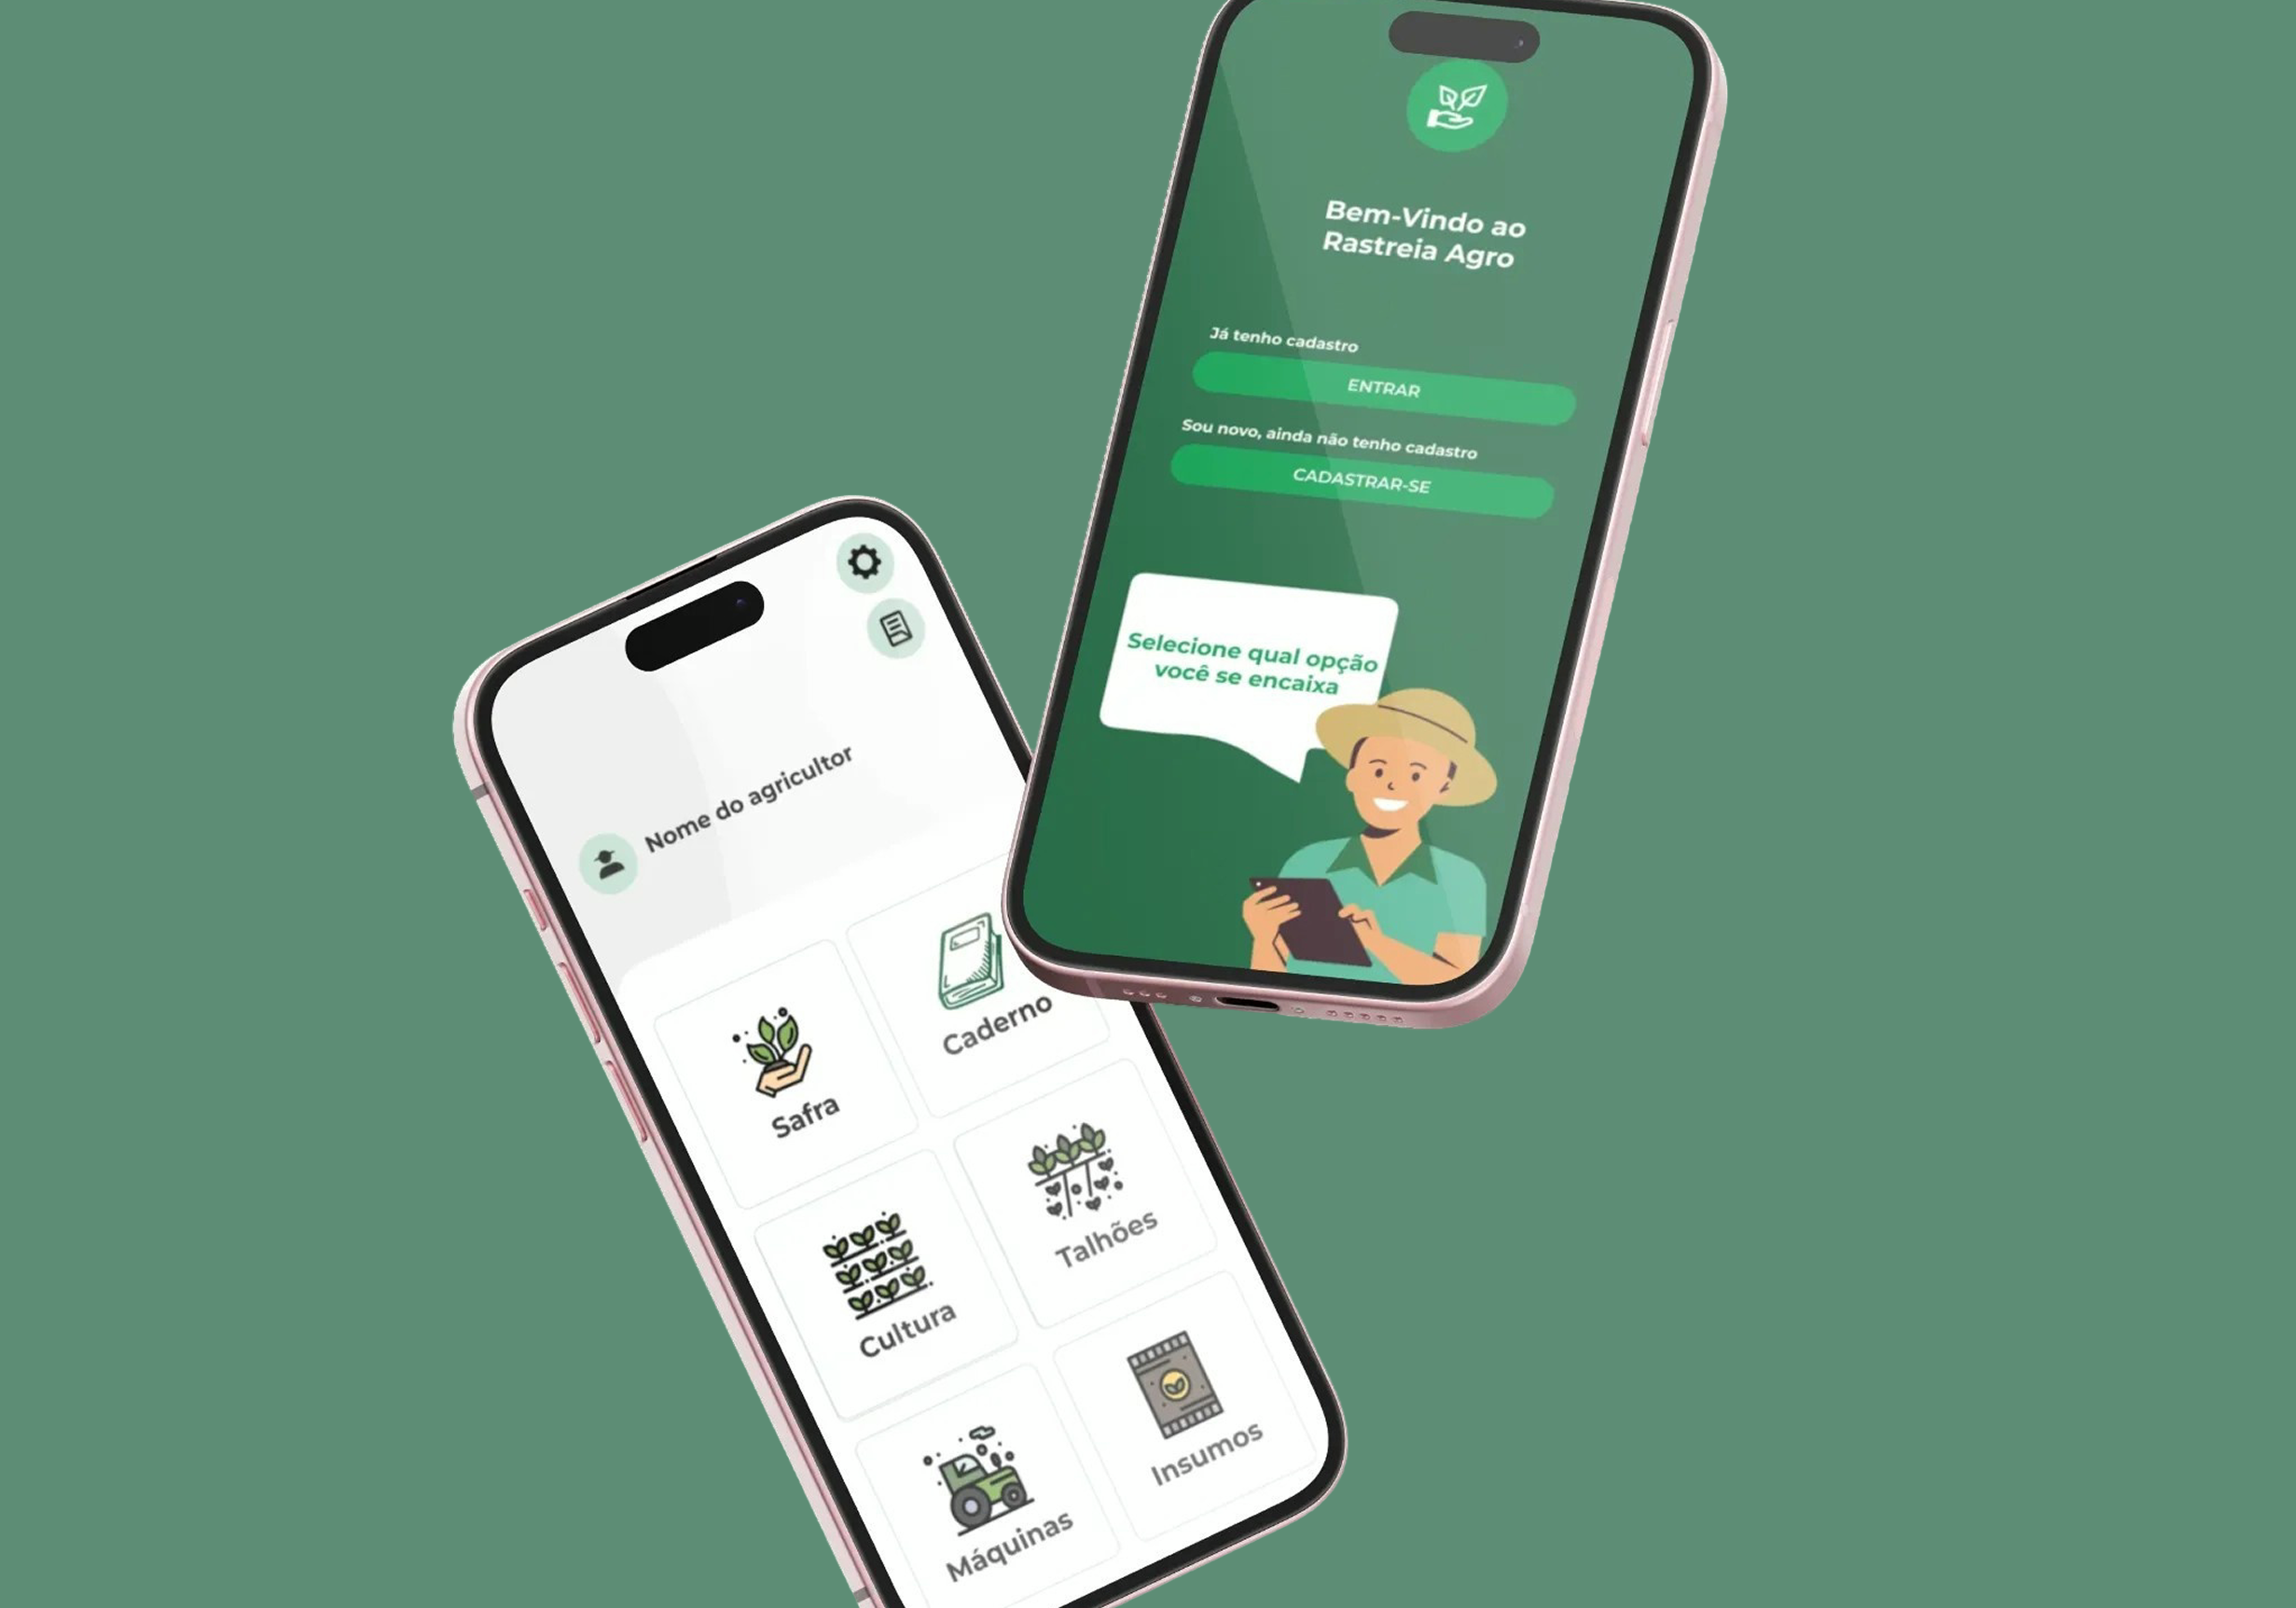 Bem-Vindo ao
Rastreia Agro
Já tenho cadastro
ENTRAR
Sou novo, ainda não tenho cadastro
CADASTRAR-SE
Selecione qual opção
você se encaixa
Nome do agricultor
Safra
Caderno
Cultura
Talhões
Máquinas
Insumos